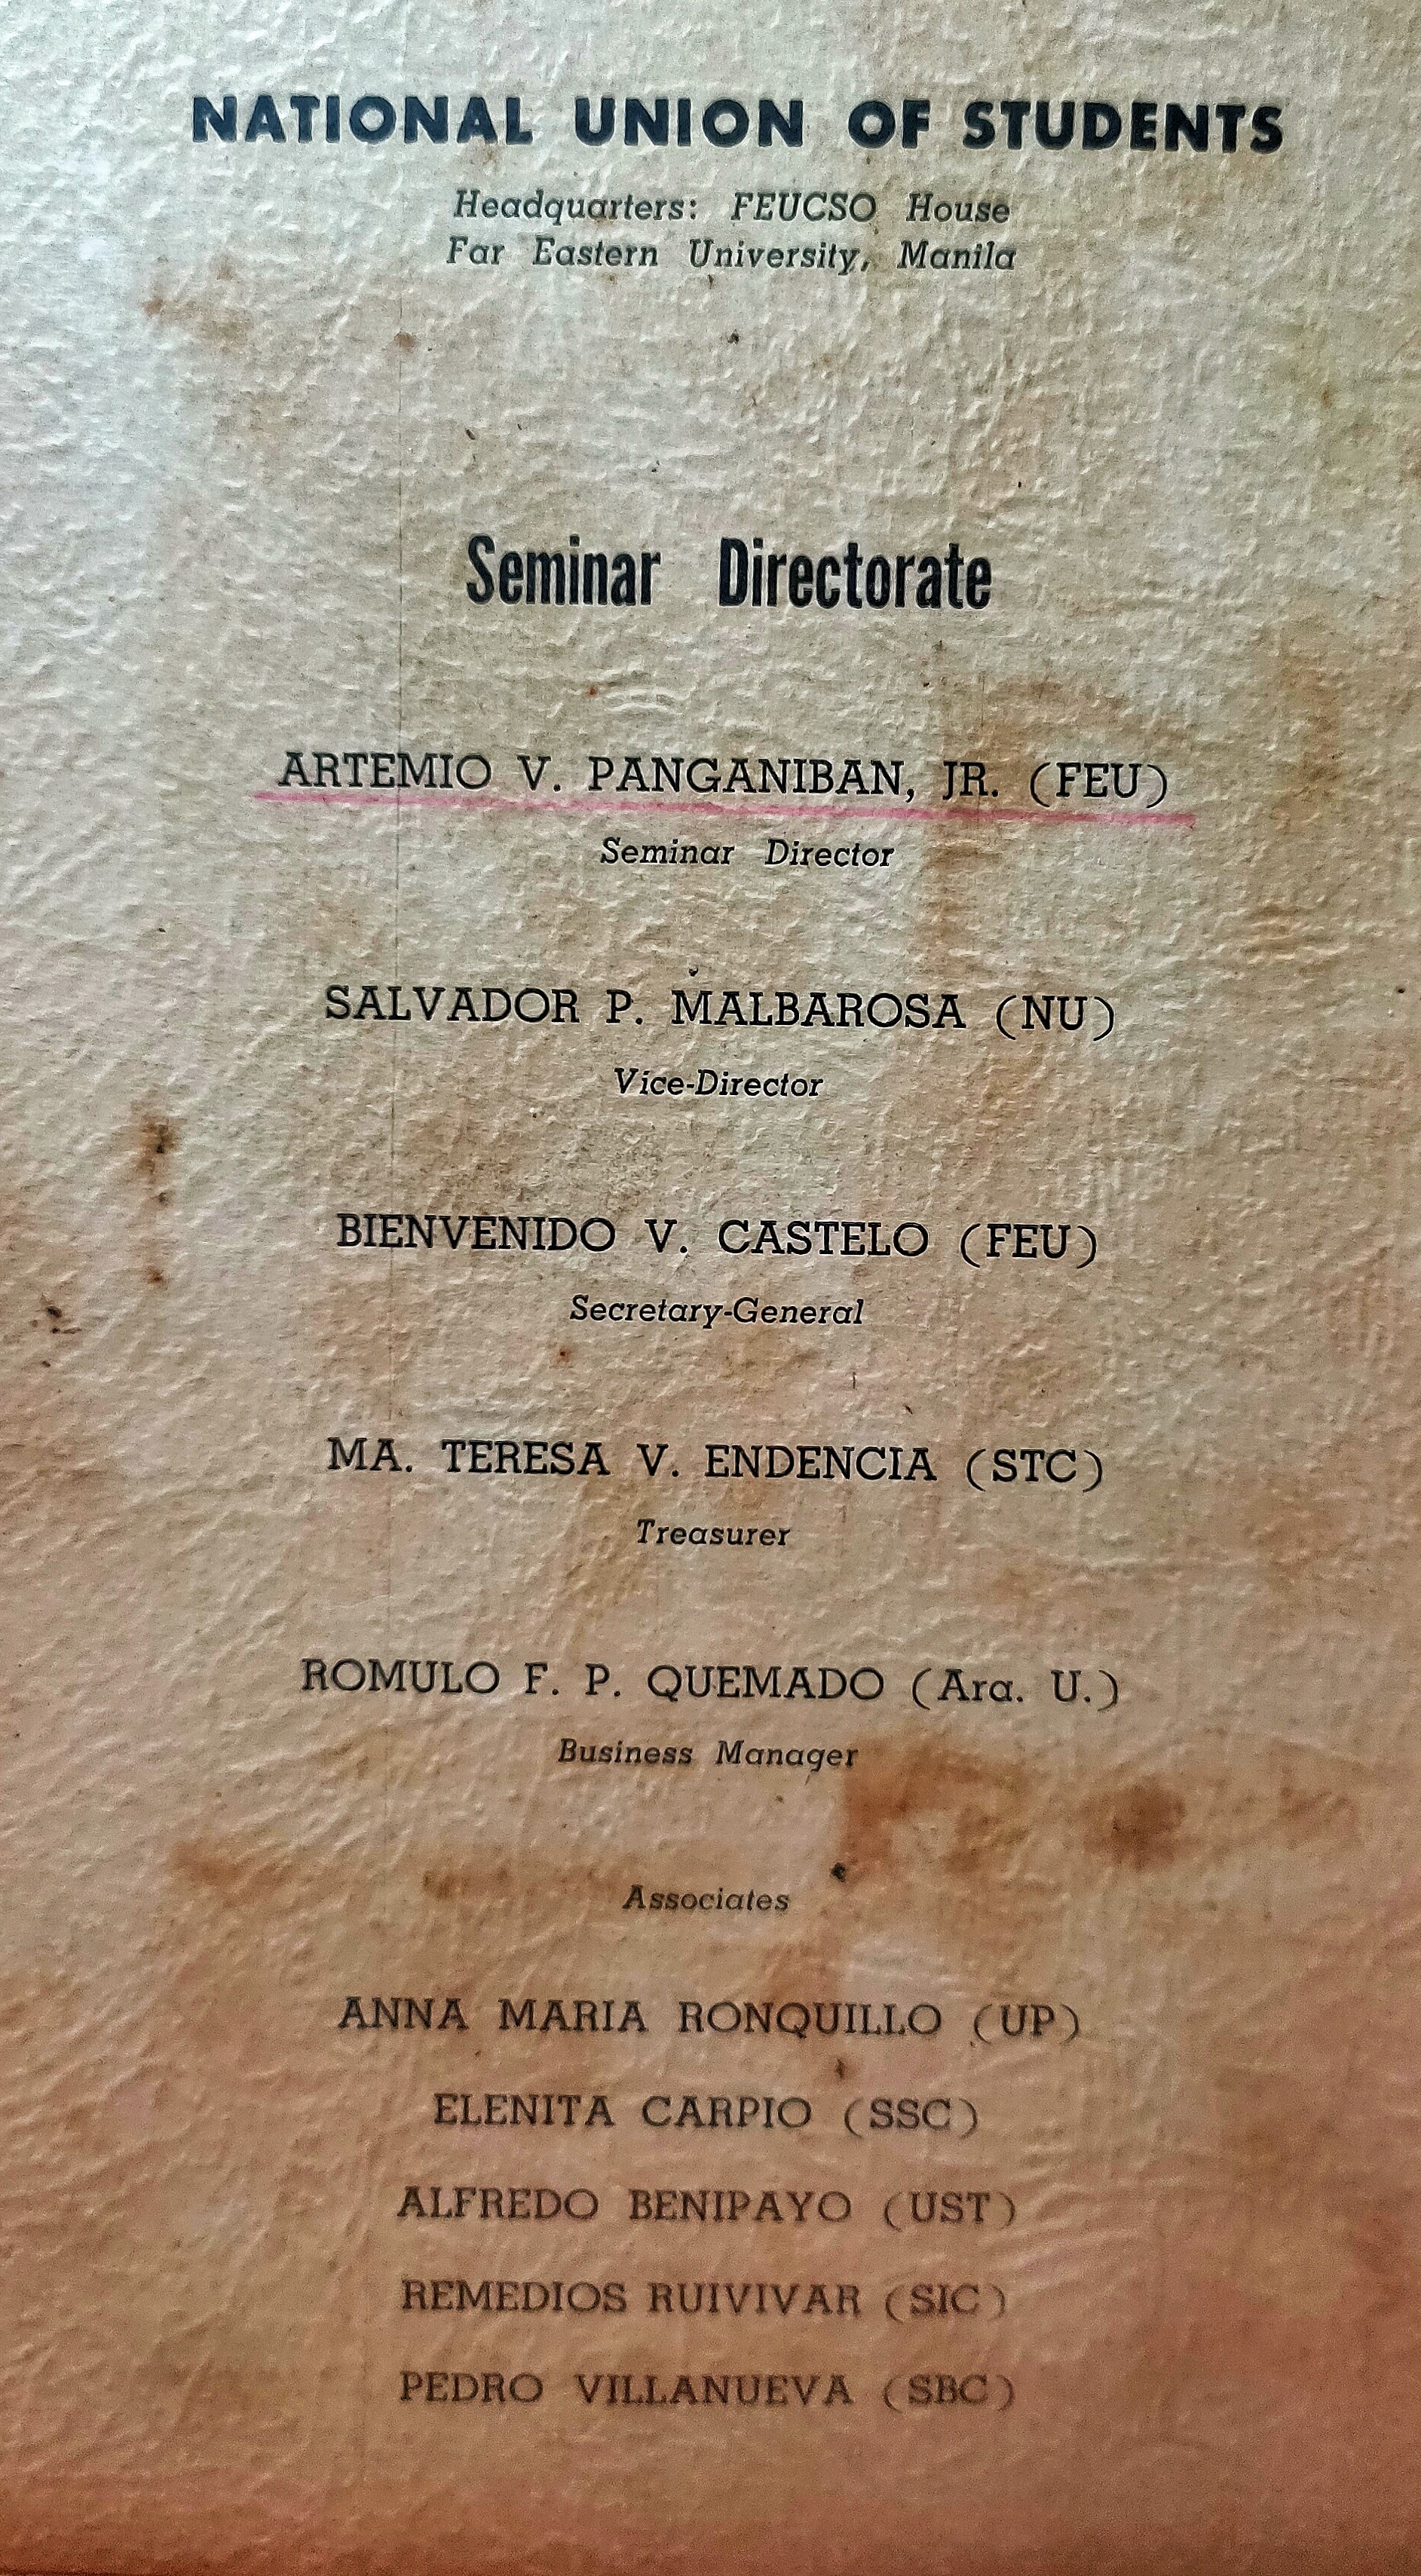 NATIONAL UNION OF STUDENTS
Headquarters: FEUCSO House
Far Eastern University, Manila
Seminar Directorate
ARTEMIO V. PANGANIBAN, JR. (FEU)
Seminar Director
SALVADOR P. MALBAROSA (NU)
Vice-Director
BIENVENIDO V. CASTELO (FEU)
Secretary-General
MA. TERESA V. ENDENCIA (STC)
Treasurer
ROMULO F. P. QUEMADO (Ara. U.)
Business Manager
Associates
ANNA MARIA RONQUILLO (UP)
ELENITA CARPIO (SSC)
ALFREDO BENIPAYO (UST)
REMEDIOS RUIVIVAR (SIC)
PEDRO VILLANUEVA (SBC)